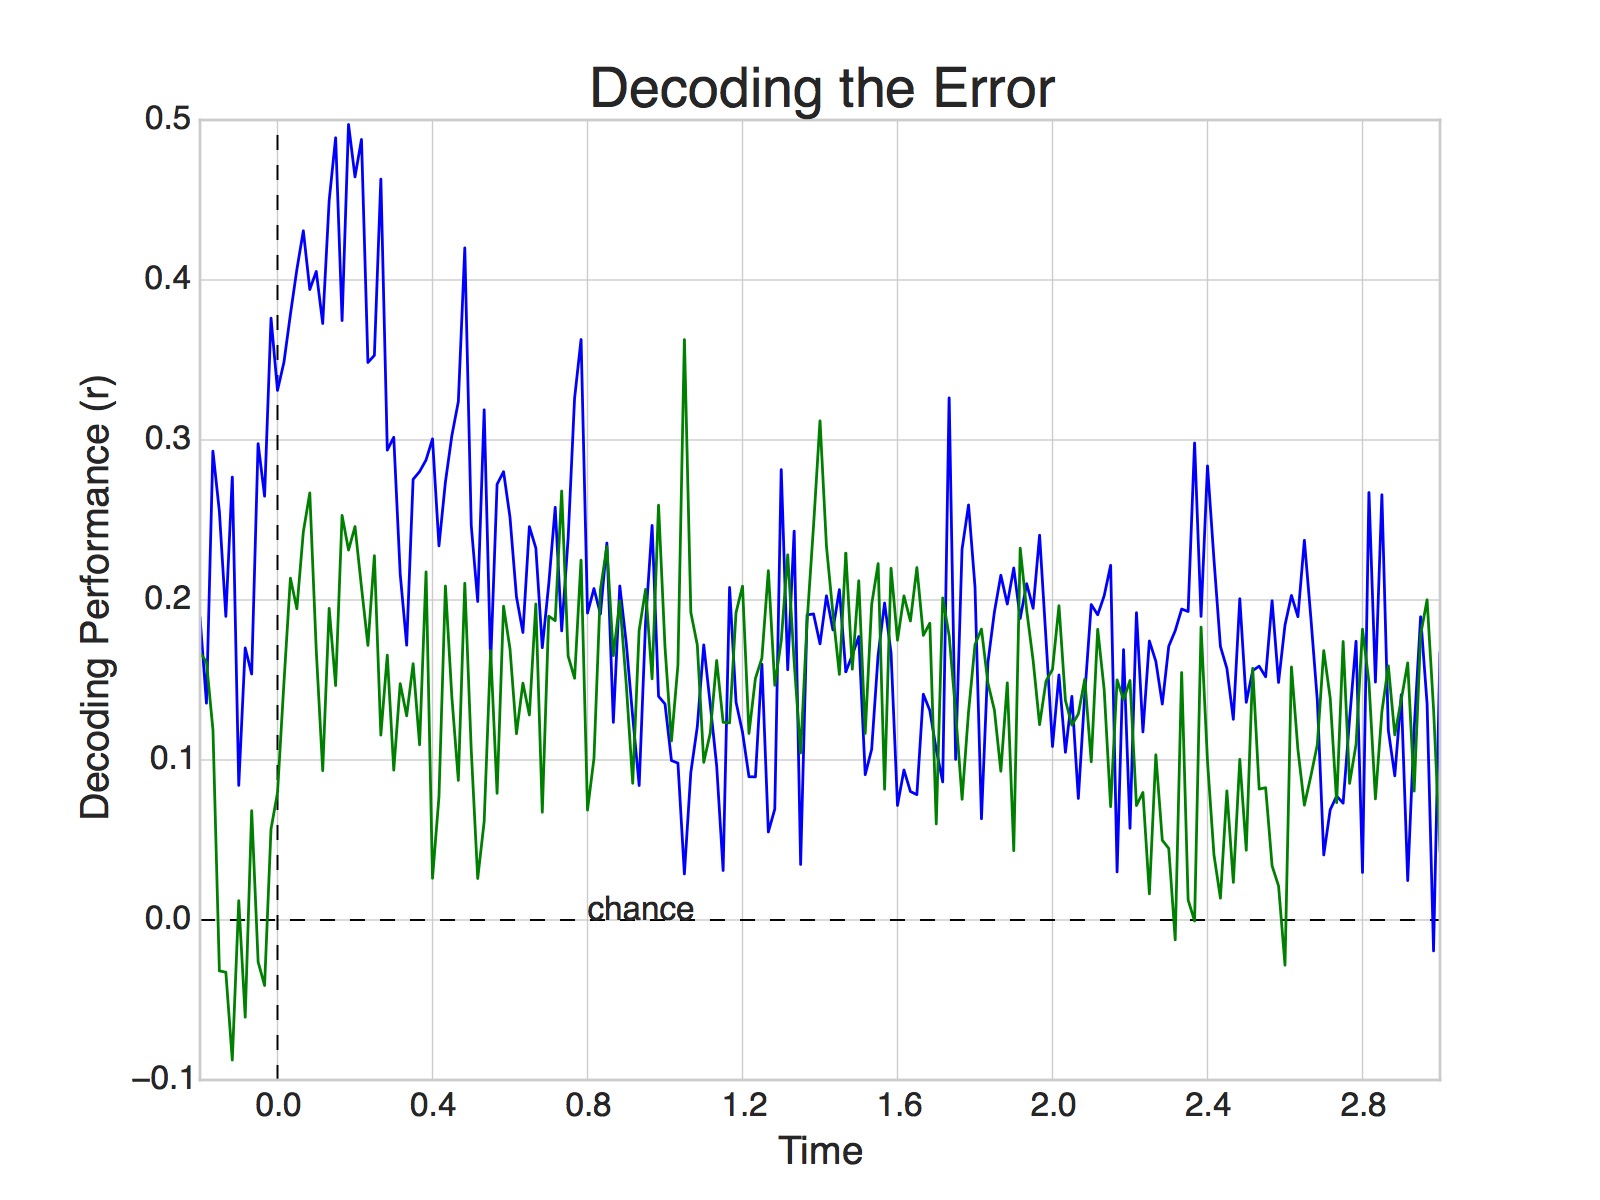 Decoding the Error
0.5
0.4
0.3
0.2
0.1
0.0
−0.1
Decoding Performance (r)
chance
0.0 0.4 0.8 1.2 1.6 2.0 2.4 2.8
Time